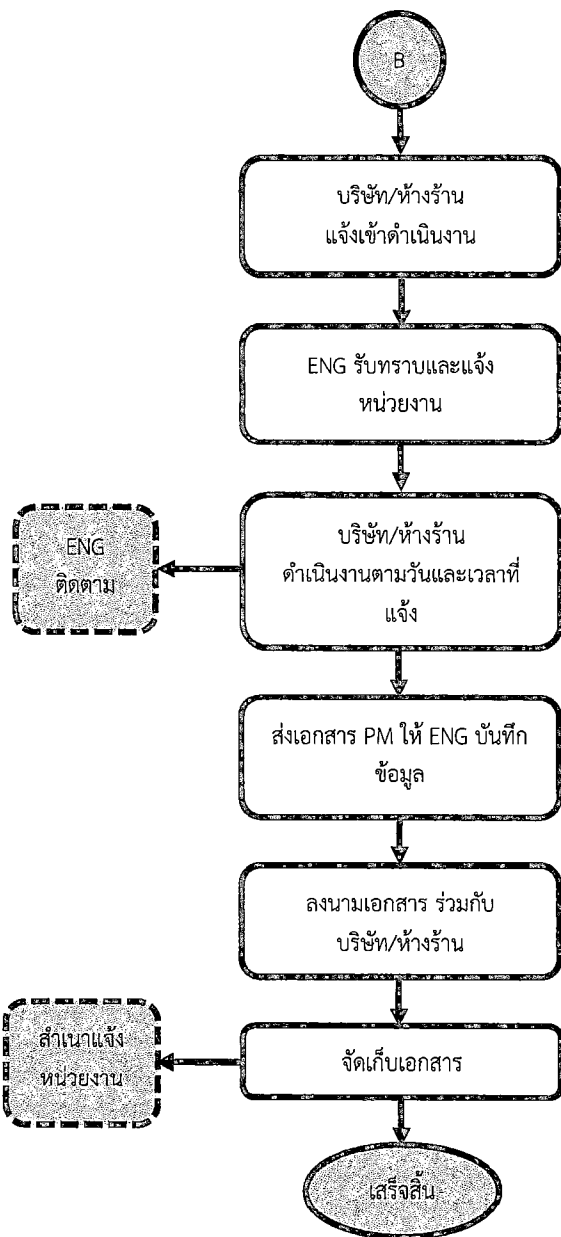 B
บริษัท/ห้างร้าน
แจ้งเข้าดำเนินงาน
ENG รับทราบและแจ้ง
หน่วยงาน
บริษัท/ห้างร้าน
ดำเนินงานตามวันและเวลาที่
แจ้ง
ENG
ติดตาม
ส่งเอกสาร PM ให้ ENG บันทึก
ข้อมูล
ลงนามเอกสาร ร่วมกับ
บริษัท/ห้างร้าน
จัดเก็บเอกสาร
สำเนาแจ้ง
หน่วยงาน
เสร็จสิ้น